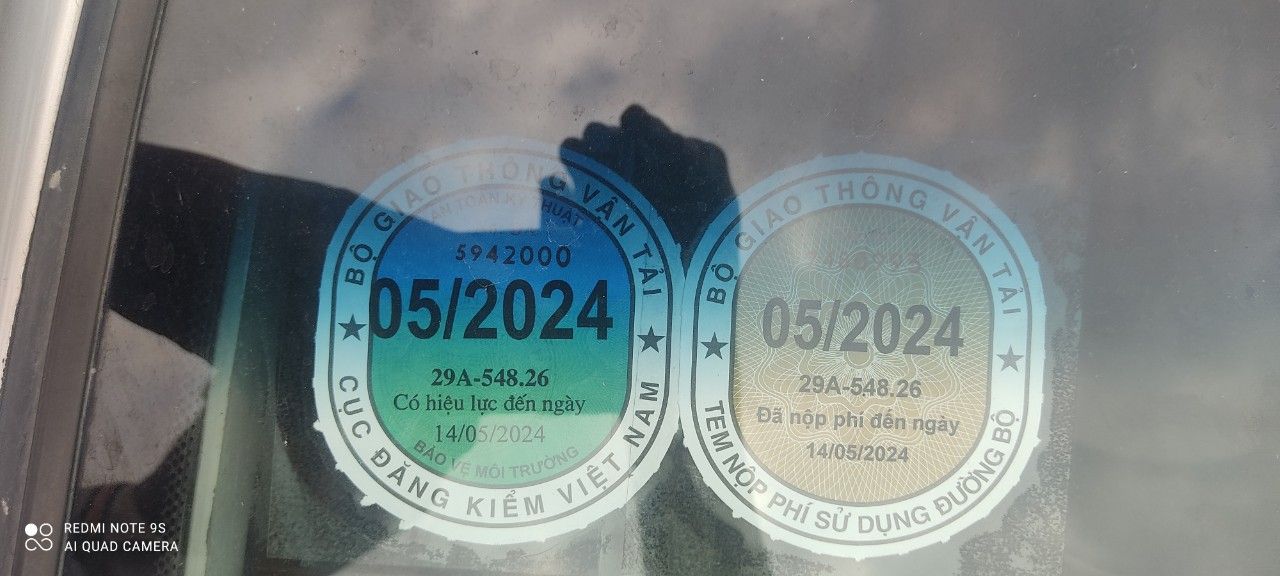 BỘ GIAO THÔNG VẬN TẢI
AN TOÀN KỸ THUẬT
5942000
05/2024
29A-548.26
Có hiệu lực đến ngày
14/05/2024
BẢO VỆ MÔI TRƯỜNG
★ CỤC ĐĂNG KIỂM VIỆT NAM ★
BỘ GIAO THÔNG VẬN TẢI
05/2024
29A-548.26
Đã nộp phí đến ngày
14/05/2024
★ TEM NỘP PHÍ SỬ DỤNG ĐƯỜNG BỘ ★
REDMI NOTE 9S
AI QUAD CAMERA